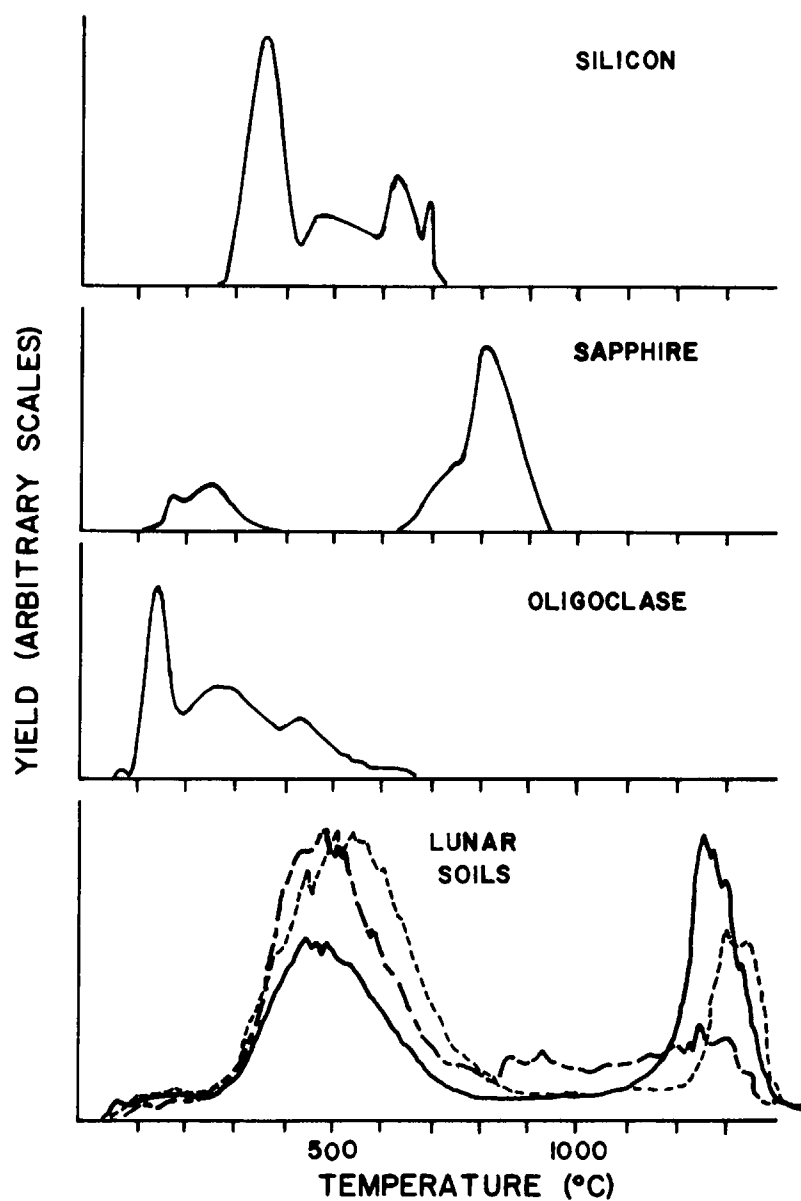 SILICON
SAPPHIRE
OLIGOCLASE
LUNAR
SOILS
YIELD (ARBITRARY SCALES)
500 1000
TEMPERATURE (°C)